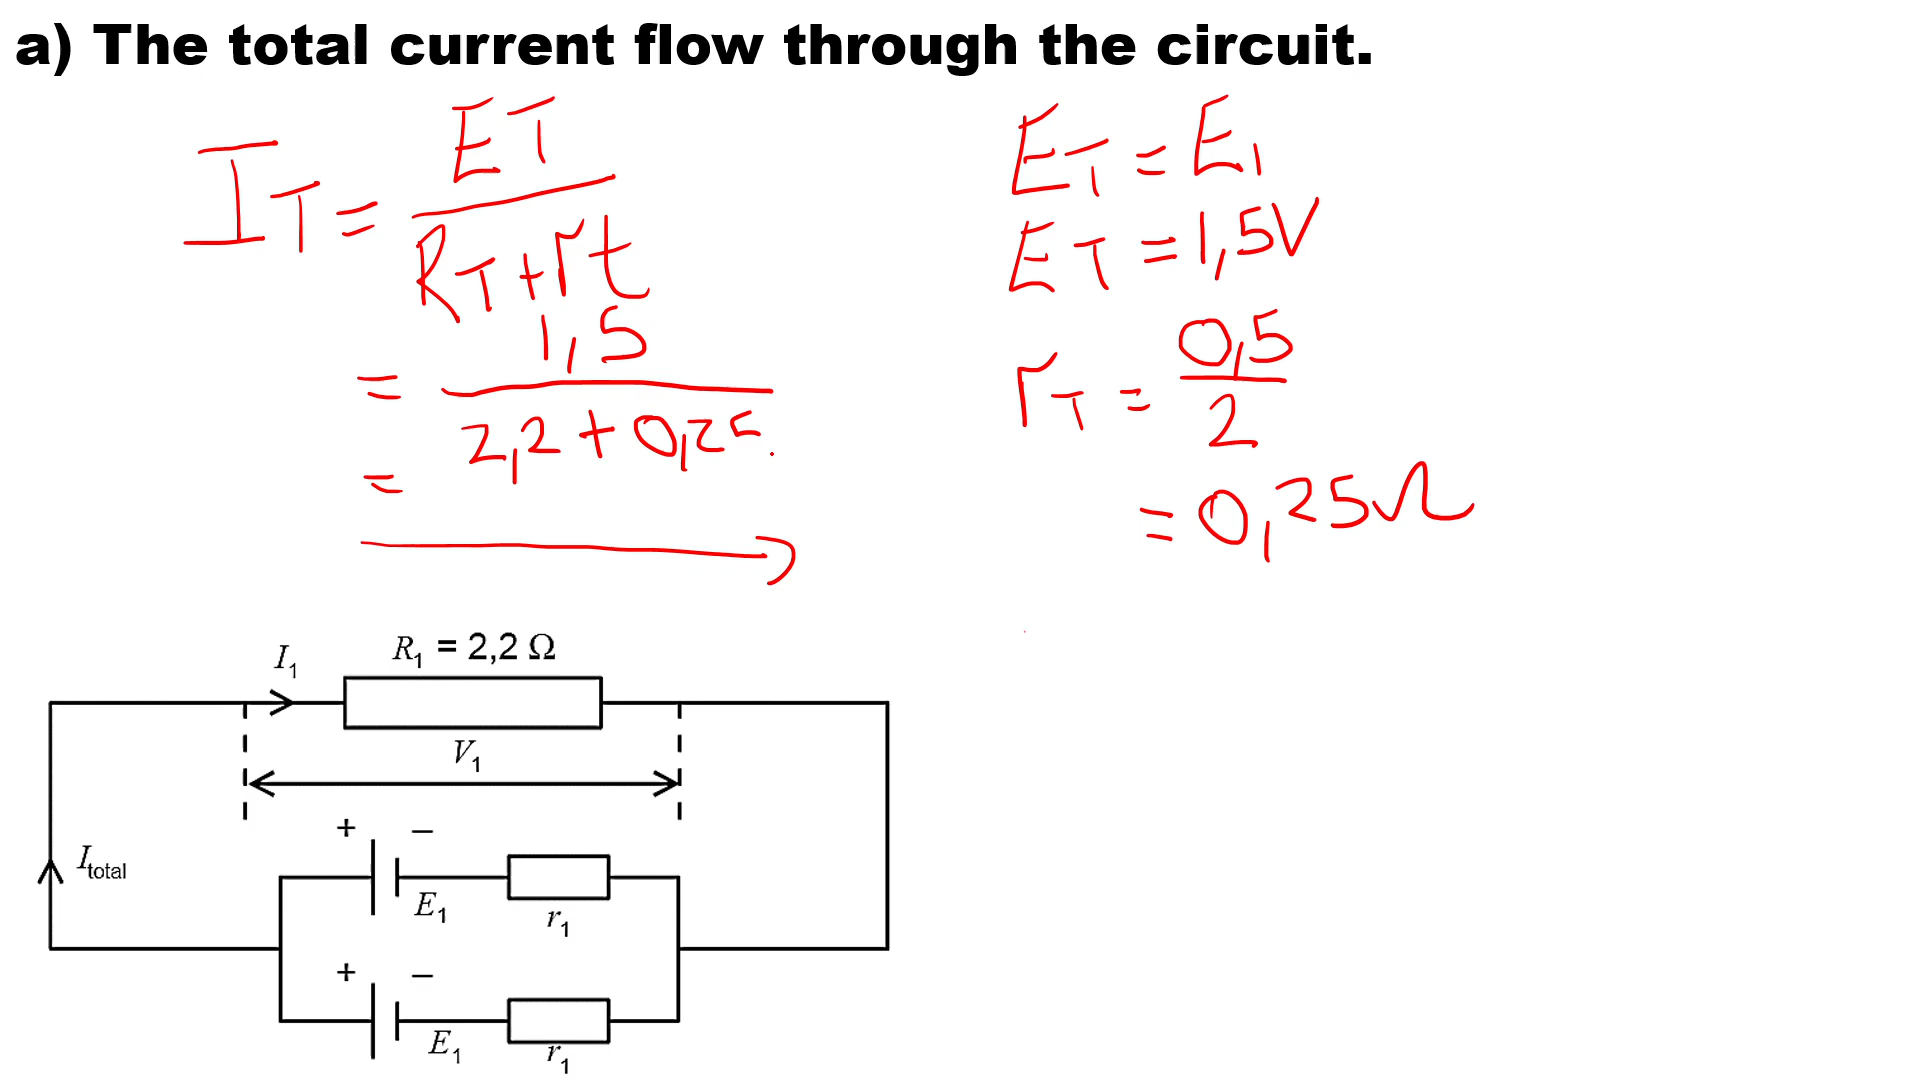 a) The total current flow through the circuit.
IT = ET / RT + rt
= 1,5 / 2,2 + 0,25
=
ET = E1
ET = 1,5V
rT = 0,5 / 2
= 0,25Ω
I1
R1 = 2,2 Ω
V1
+ −
Itotal
E1
r1
+ −
E1
r1